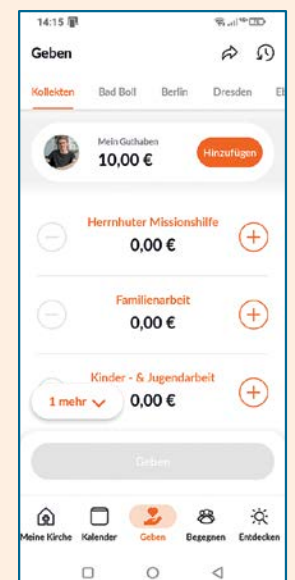 14:15
Geben
Kollekten Bad Boll Berlin Dresden
Mein Guthaben
10,00 €
Hinzufügen
Herrnhuter Missionshilfe
0,00 €
Familienarbeit
0,00 €
Kinder - & Jugendarbeit
0,00 €
1 mehr
Geben
Meine Kirche Kalender Geben Begegnen Entdecken